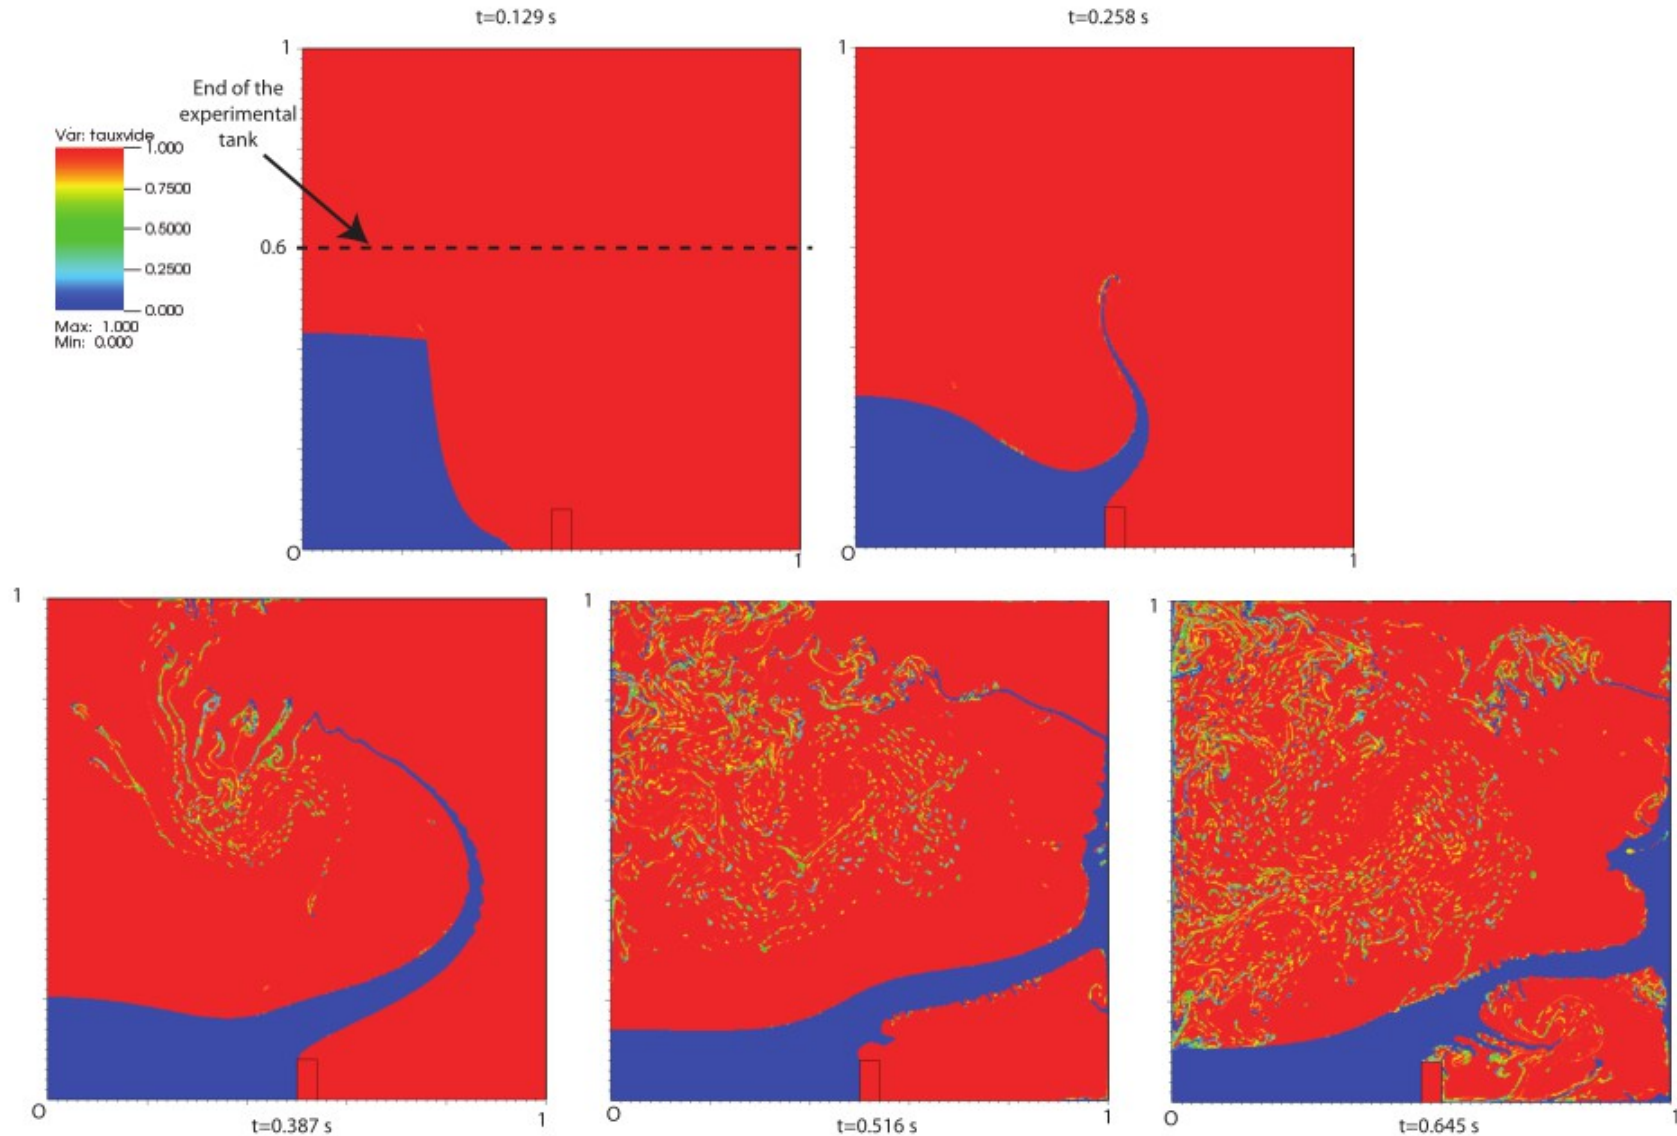 t=0.129 s
t=0.258 s
1
1
End of the
experimental
tank
Var: tauxvide
1.000
0.7500
0.5000
0.2500
0.000
Max: 1.000
Min: 0.000
0.6
O
1
O
1
1
1
1
O
1
O
1
O
1
t=0.387 s
t=0.516 s
t=0.645 s